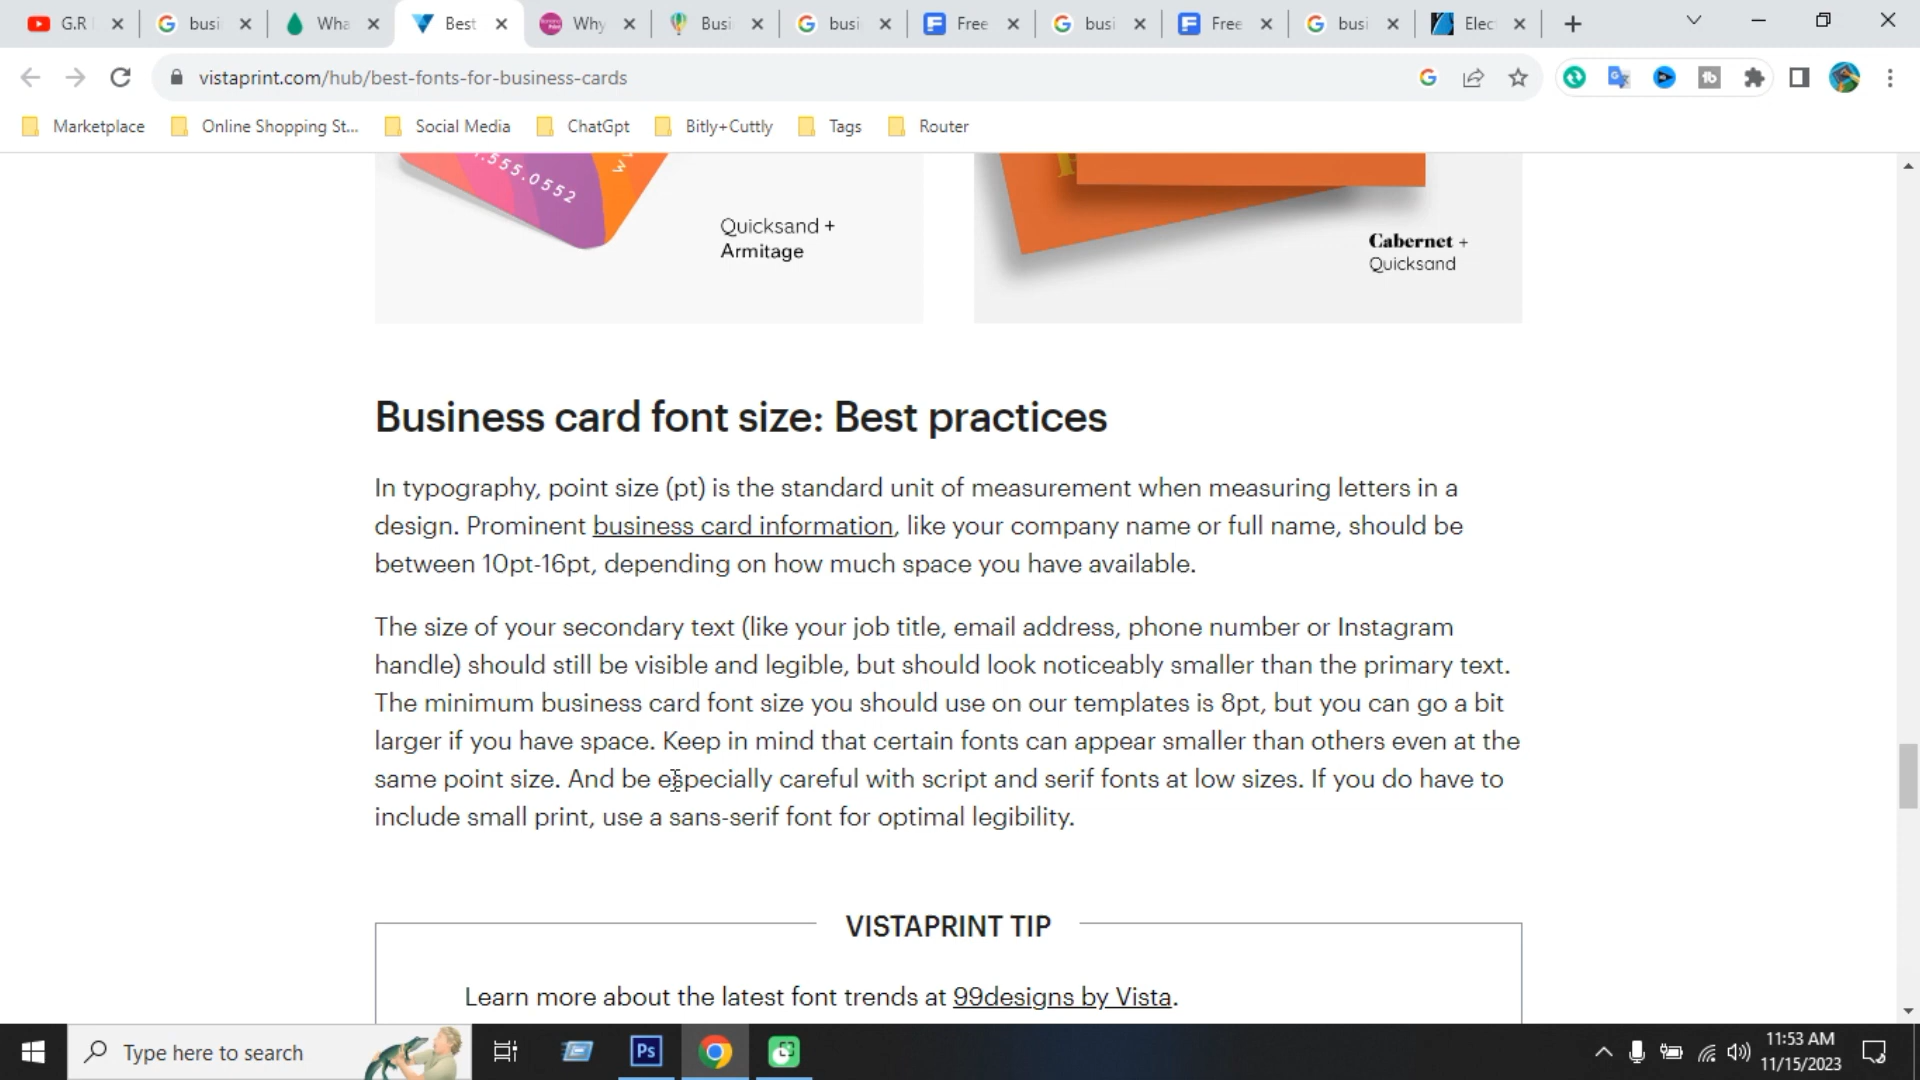 G.R
busi
Wha
Best
Why
Busi
busi
Free
busi
Free
busi
Elec
vistaprint.com/hub/best-fonts-for-business-cards
Marketplace
Online Shopping St...
Social Media
ChatGpt
Bitly+Cuttly
Tags
Router
.555.0552
Quicksand +
Armitage
Cabernet +
Quicksand
Business card font size: Best practices
In typography, point size (pt) is the standard unit of measurement when measuring letters in a
design. Prominent business card information, like your company name or full name, should be
between 10pt-16pt, depending on how much space you have available.
The size of your secondary text (like your job title, email address, phone number or Instagram
handle) should still be visible and legible, but should look noticeably smaller than the primary text.
The minimum business card font size you should use on our templates is 8pt, but you can go a bit
larger if you have space. Keep in mind that certain fonts can appear smaller than others even at the
same point size. And be especially careful with script and serif fonts at low sizes. If you do have to
include small print, use a sans-serif font for optimal legibility.
VISTAPRINT TIP
Learn more about the latest font trends at 99designs by Vista.
Type here to search
Ps
11:53 AM
11/15/2023